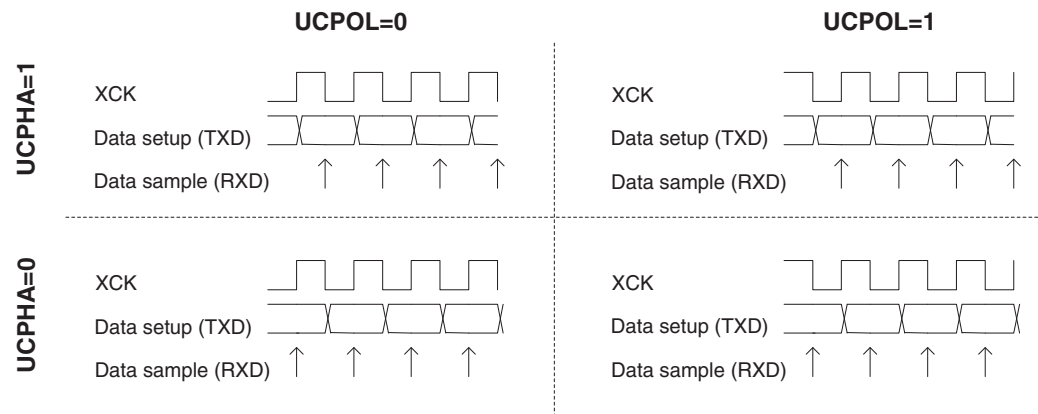 UCPOL=0
UCPOL=1
UCPHA=1
XCK
Data setup (TXD)
Data sample (RXD)
XCK
Data setup (TXD)
Data sample (RXD)
UCPHA=0
XCK
Data setup (TXD)
Data sample (RXD)
XCK
Data setup (TXD)
Data sample (RXD)